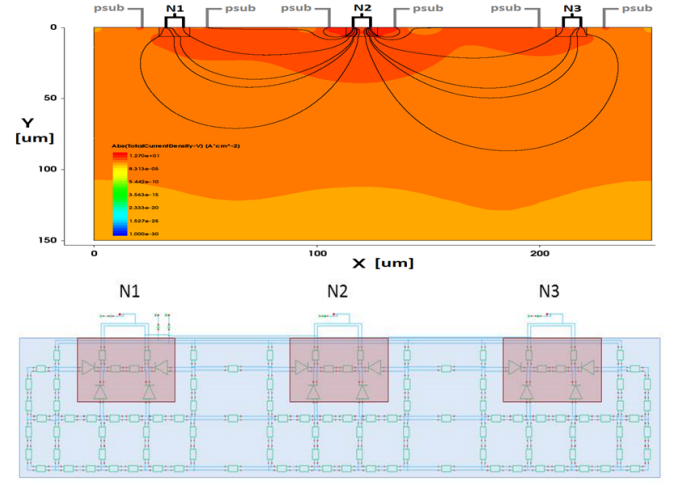 psub N1 psub psub N2 psub psub N3 psub
0
50
100
150
Y
[um]
Abs(TotalCurrentDensity-V) (A*cm^-2)
1.270e+01
8.313e-05
5.442e-10
3.563e-15
2.333e-20
1.527e-25
1.000e-30
0 100 200
X [um]
N1 N2 N3